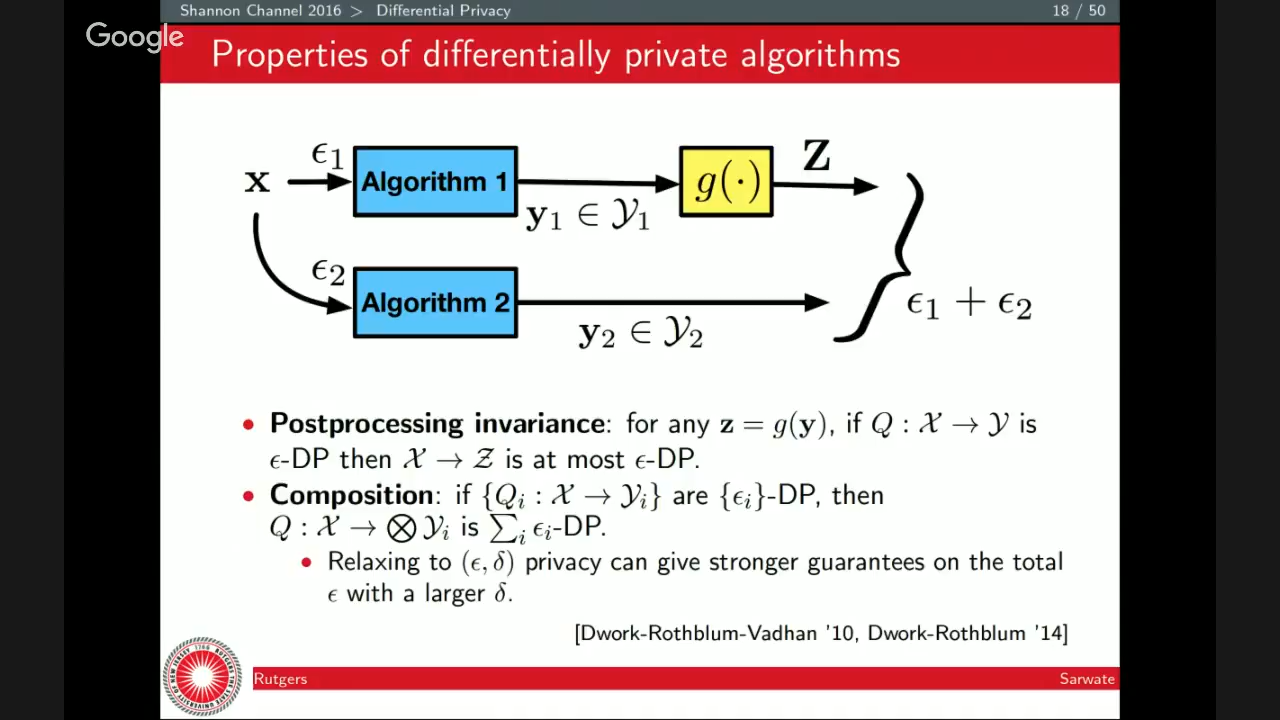 Shannon Channel 2016 > Differential Privacy 18 / 50
Google
Properties of differentially private algorithms
x ϵ₁ Algorithm 1 y₁ ∈ 𝒴₁ g(·) Z
ϵ₂ Algorithm 2 y₂ ∈ 𝒴₂ ϵ₁ + ϵ₂
• Postprocessing invariance: for any z = g(y), if Q : 𝒳 → 𝒴 is
ϵ-DP then 𝒳 → 𝒵 is at most ϵ-DP.
• Composition: if {Qᵢ : 𝒳 → 𝒴ᵢ} are {ϵᵢ}-DP, then
Q : 𝒳 → ⨂ 𝒴ᵢ is ∑ᵢ ϵᵢ-DP.
• Relaxing to (ϵ, δ) privacy can give stronger guarantees on the total
ϵ with a larger δ.
[Dwork-Rothblum-Vadhan '10, Dwork-Rothblum '14]
Rutgers Sarwate